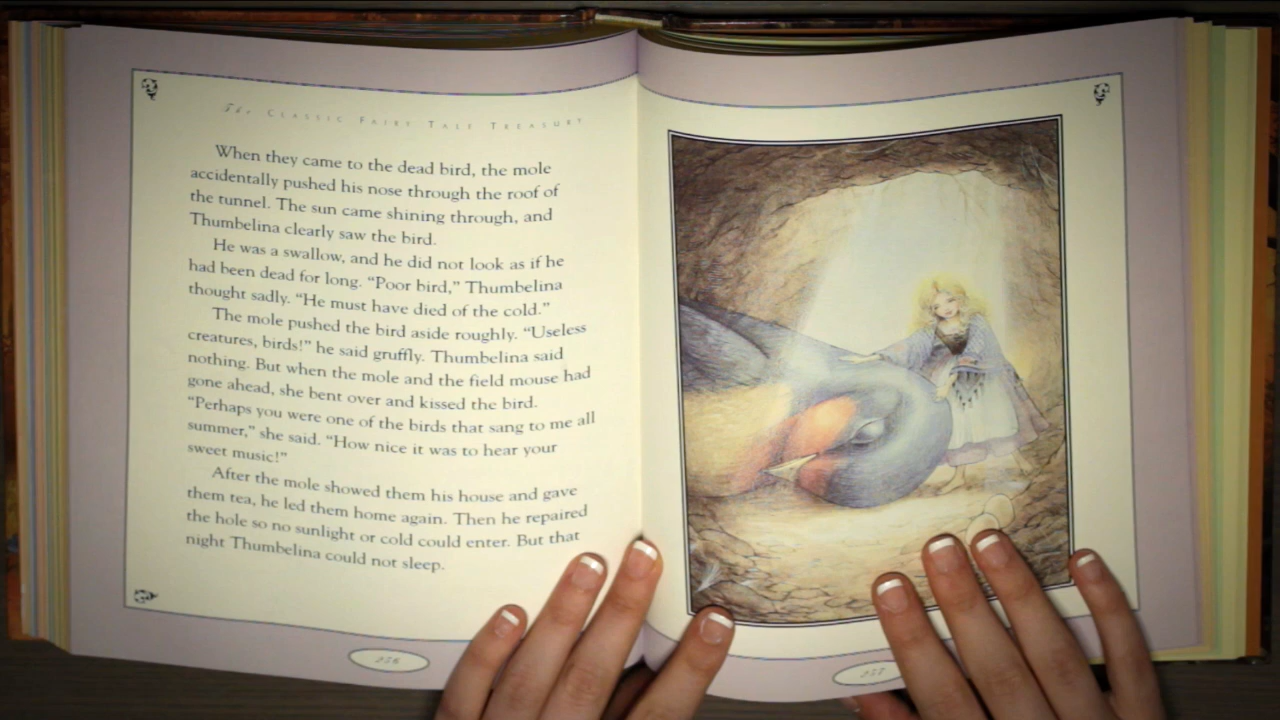 The CLASSIC FAIRY TALE TREASURY
When they came to the dead bird, the mole
accidentally pushed his nose through the roof of
the tunnel. The sun came shining through, and
Thumbelina clearly saw the bird.
He was a swallow, and he did not look as if he
had been dead for long. “Poor bird,” Thumbelina
thought sadly. “He must have died of the cold.”
The mole pushed the bird aside roughly. “Useless
creatures, birds!” he said gruffly. Thumbelina said
nothing. But when the mole and the field mouse had
gone ahead, she bent over and kissed the bird.
“Perhaps you were one of the birds that sang to me all
summer,” she said. “How nice it was to hear your
sweet music!”
After the mole showed them his house and gave
them tea, he led them home again. Then he repaired
the hole so no sunlight or cold could enter. But that
night Thumbelina could not sleep.
256
257